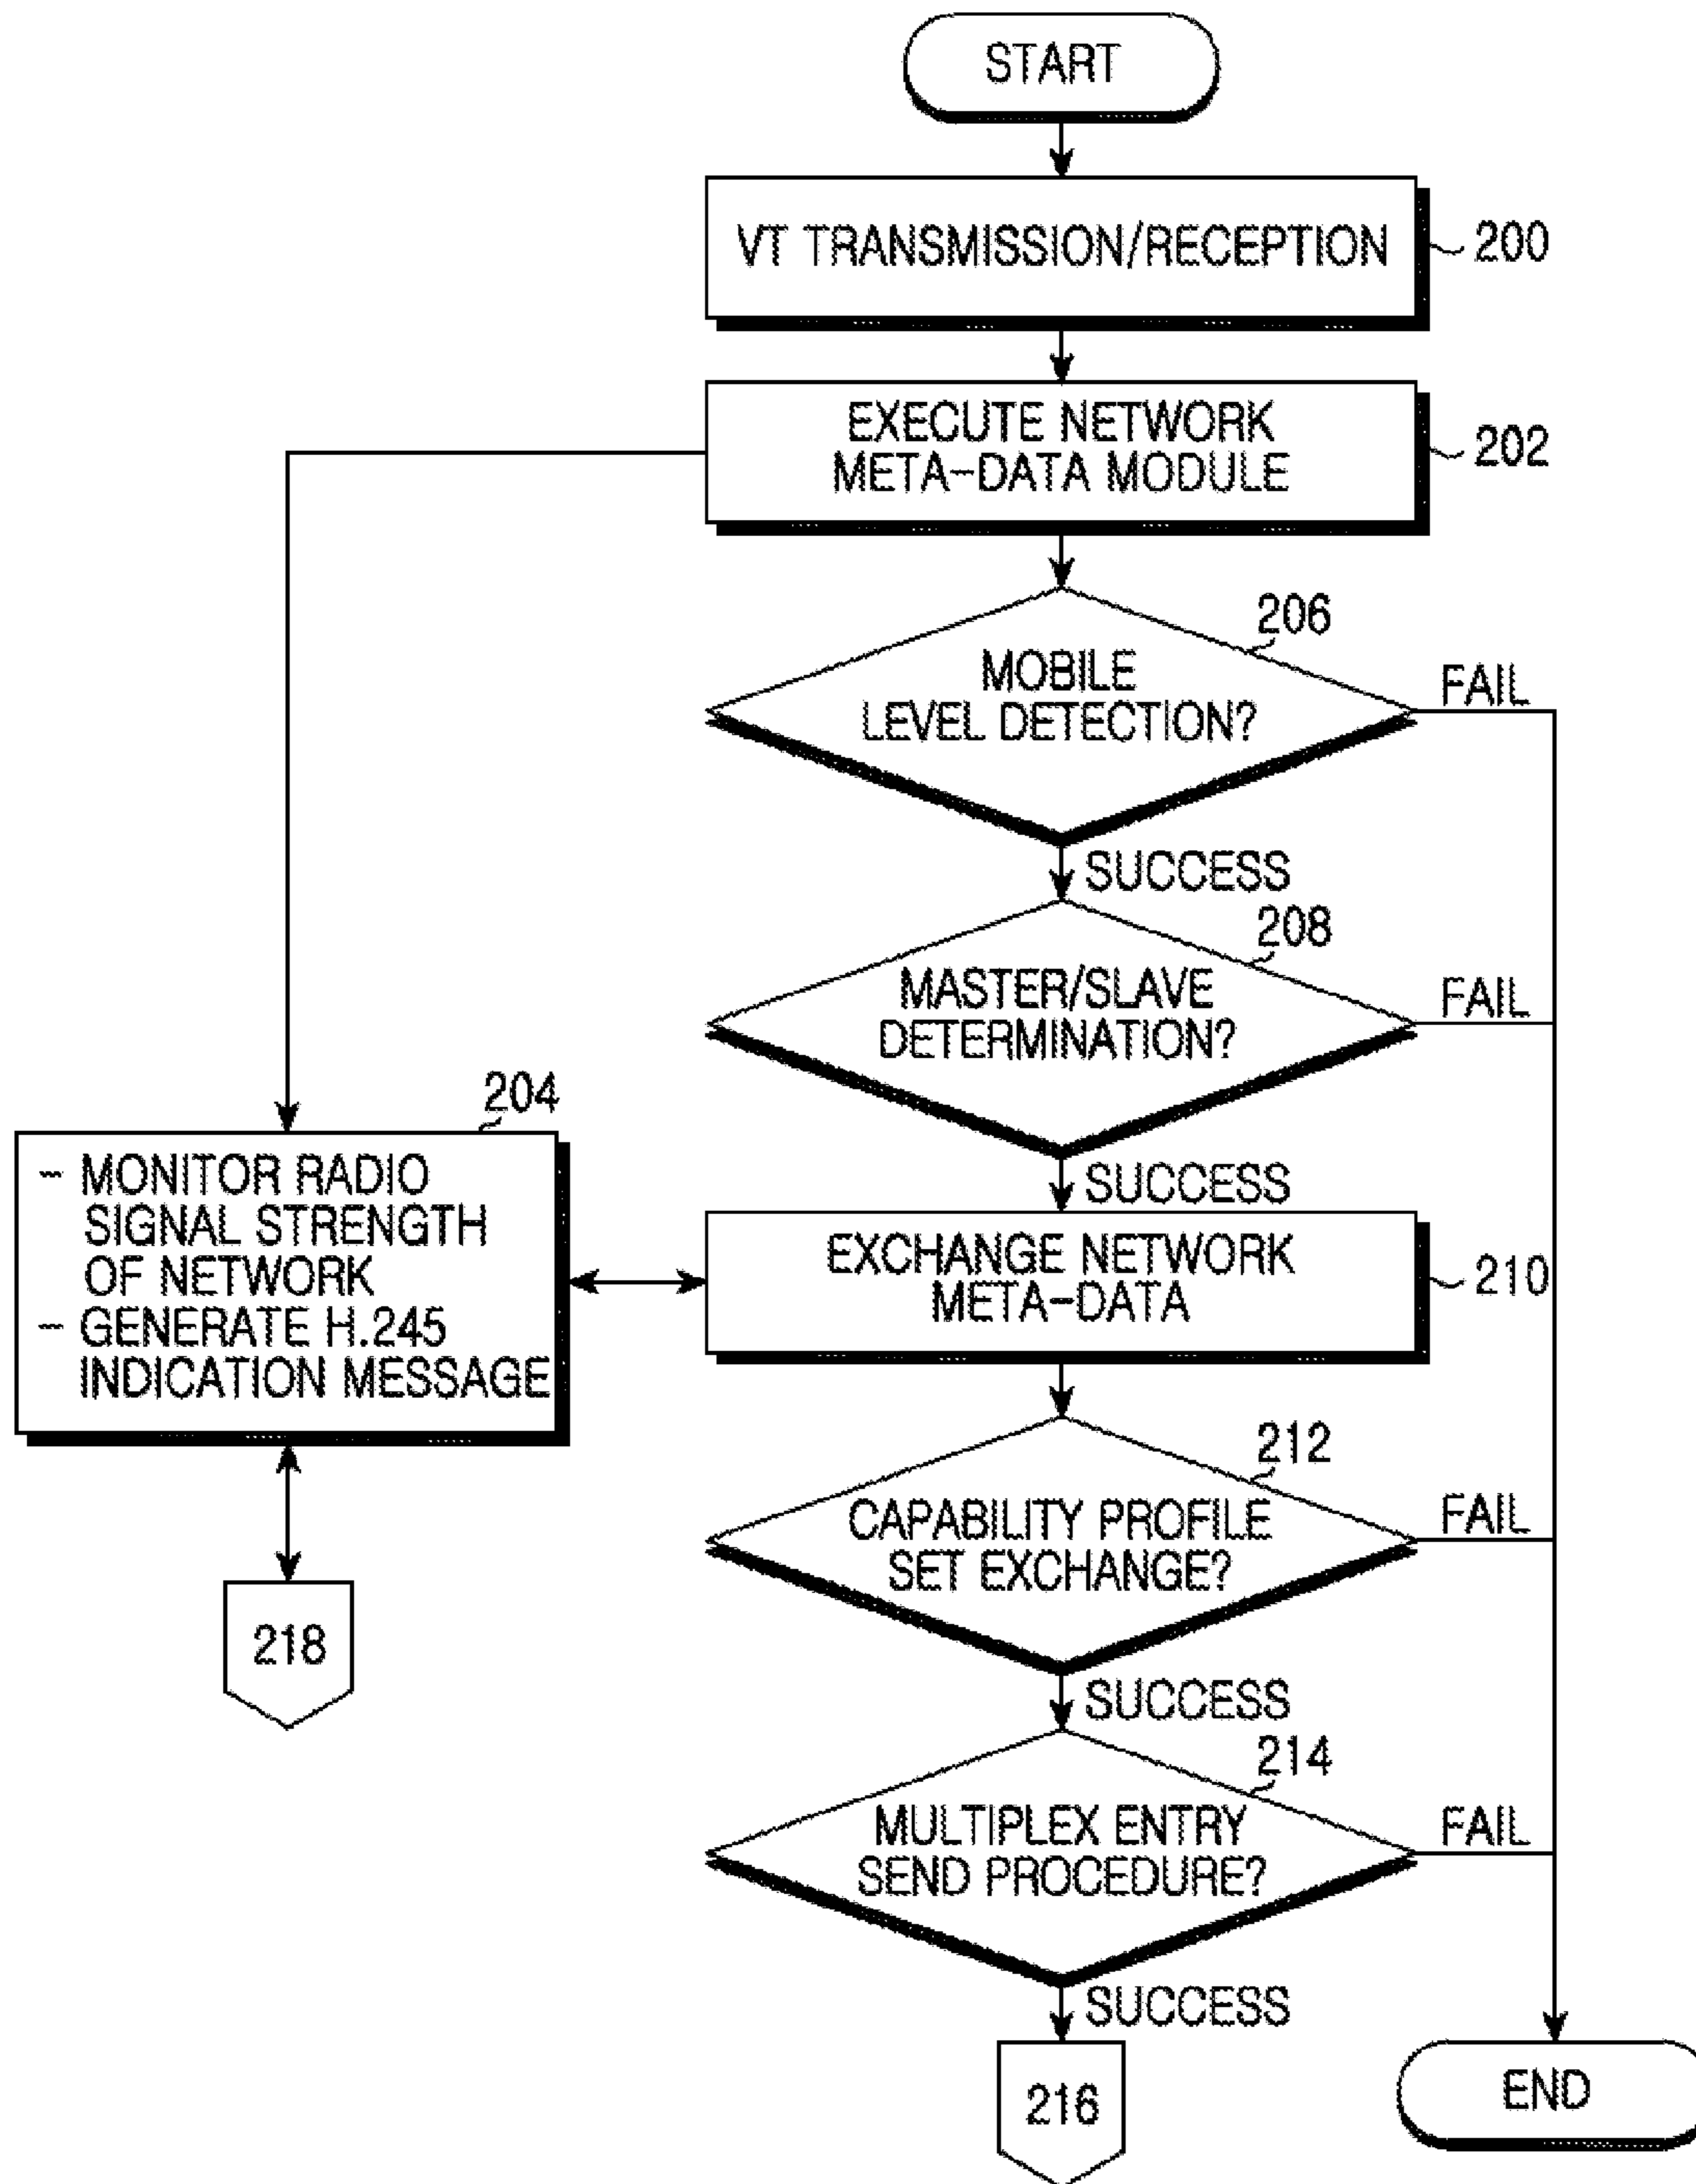 START
VT TRANSMISSION/RECEPTION
200
EXECUTE NETWORK
META-DATA MODULE
202
206
MOBILE
LEVEL DETECTION?
FAIL
SUCCESS
208
MASTER/SLAVE
DETERMINATION?
FAIL
SUCCESS
204
- MONITOR RADIO
SIGNAL STRENGTH
OF NETWORK
- GENERATE H.245
INDICATION MESSAGE
EXCHANGE NETWORK
META-DATA
210
212
CAPABILITY PROFILE
SET EXCHANGE?
FAIL
SUCCESS
218
214
MULTIPLEX ENTRY
SEND PROCEDURE?
FAIL
SUCCESS
216
END